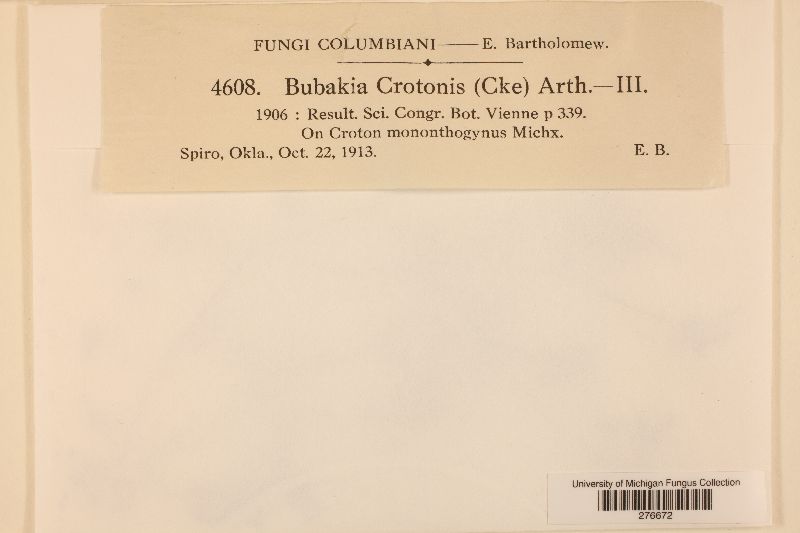 FUNGI COLUMBIANI — E. Bartholomew.
4608. Bubakia Crotonis (Cke) Arth.—III.
1906 : Result. Sci. Congr. Bot. Vienne p 339.
On Croton mononthogynus Michx.
Spiro, Okla., Oct. 22, 1913. E. B.
University of Michigan Fungus Collection
276672